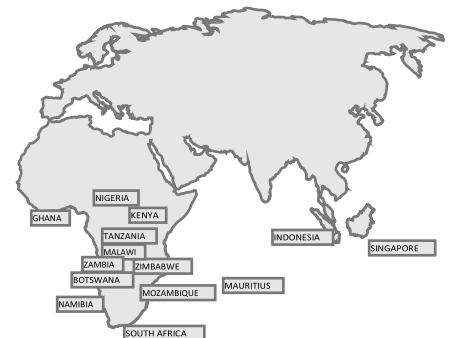 NIGERIA
GHANA
KENYA
TANZANIA
INDONESIA
SINGAPORE
MALAWI
ZAMBIA
ZIMBABWE
BOTSWANA
MAURITIUS
MOZAMBIQUE
NAMIBIA
SOUTH AFRICA